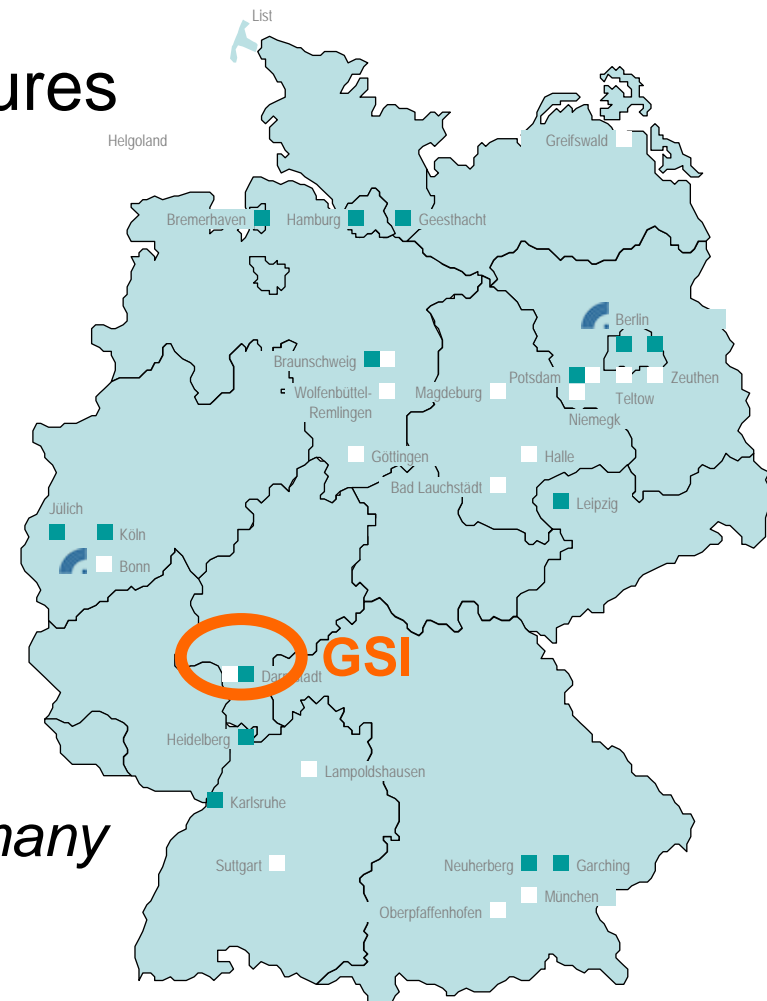 List
ures
Helgoland
Greifswald
Bremerhaven
Hamburg
Geesthacht
Berlin
Braunschweig
Wolfenbüttel-
Remlingen
Magdeburg
Potsdam
Zeuthen
Teltow
Niemegk
Göttingen
Halle
Bad Lauchstädt
Leipzig
Jülich
Köln
Bonn
GSI
Darmstadt
Heidelberg
Lampoldshausen
Karlsruhe
many
Suttgart
Neuherberg
Garching
München
Oberpfaffenhofen